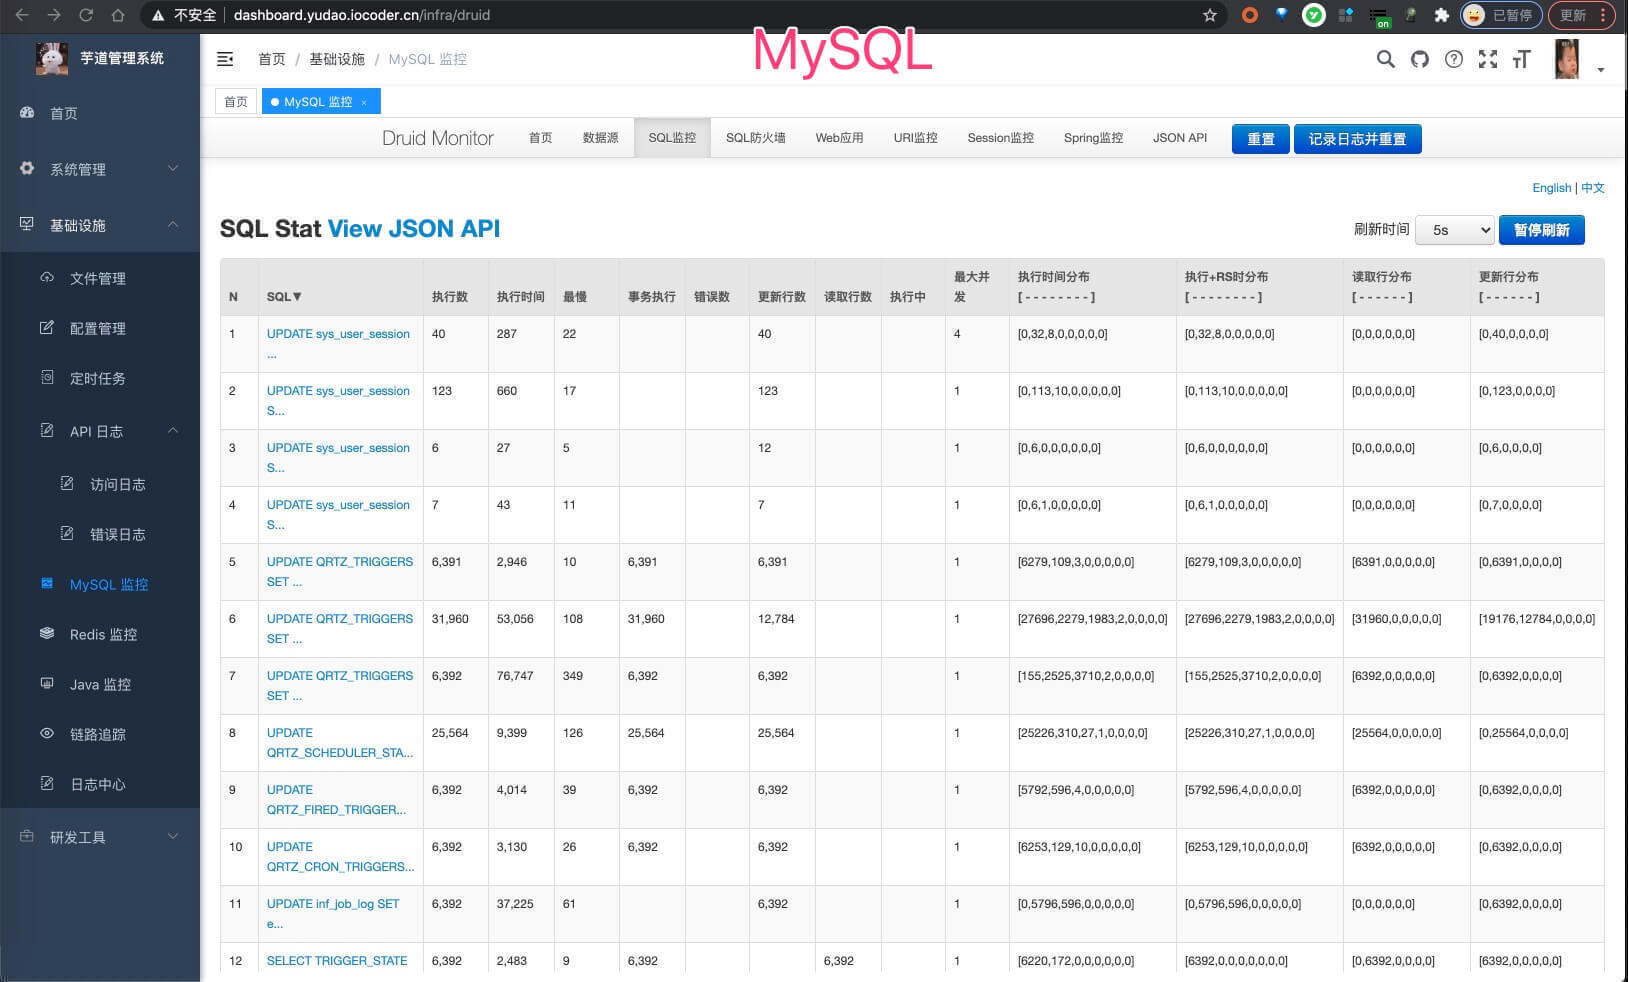 不安全 dashboard.yudao.iocoder.cn/infra/druid 已暂停 更新
on
芋道管理系统
首页 / 基础设施 / MySQL 监控
MySQL
首页
MySQL 监控 ×
首页
系统管理
基础设施
文件管理
配置管理
定时任务
API 日志
访问日志
错误日志
MySQL 监控
Redis 监控
Java 监控
链路追踪
日志中心
研发工具
Druid Monitor 首页 数据源 SQL监控 SQL防火墙 Web应用 URI监控 Session监控 Spring监控 JSON API 重置 记录日志并重置
English | 中文
SQL Stat View JSON API 刷新时间 5s 暂停刷新
N SQL▼ 执行数 执行时间 最慢 事务执行 错误数 更新行数 读取行数 执行中 最大并发 执行时间分布 [ - - - - - - - - ] 执行+RS时分布 [ - - - - - - - - ] 读取行分布 [ - - - - - - ] 更新行分布 [ - - - - - - ]
1 UPDATE sys_user_session ... 40 287 22 40 4 [0,32,8,0,0,0,0,0] [0,32,8,0,0,0,0,0] [0,0,0,0,0,0] [0,40,0,0,0,0]
2 UPDATE sys_user_session S... 123 660 17 123 1 [0,113,10,0,0,0,0,0] [0,113,10,0,0,0,0,0] [0,0,0,0,0,0] [0,123,0,0,0,0]
3 UPDATE sys_user_session S... 6 27 5 12 1 [0,6,0,0,0,0,0,0] [0,6,0,0,0,0,0,0] [0,0,0,0,0,0] [0,6,0,0,0,0]
4 UPDATE sys_user_session S... 7 43 11 7 1 [0,6,1,0,0,0,0,0] [0,6,1,0,0,0,0,0] [0,0,0,0,0,0] [0,7,0,0,0,0]
5 UPDATE QRTZ_TRIGGERS SET ... 6,391 2,946 10 6,391 6,391 1 [6279,109,3,0,0,0,0,0] [6279,109,3,0,0,0,0,0] [6391,0,0,0,0,0] [0,6391,0,0,0,0]
6 UPDATE QRTZ_TRIGGERS SET ... 31,960 53,056 108 31,960 12,784 1 [27696,2279,1983,2,0,0,0,0] [27696,2279,1983,2,0,0,0,0] [31960,0,0,0,0,0] [19176,12784,0,0,0,0]
7 UPDATE QRTZ_TRIGGERS SET ... 6,392 76,747 349 6,392 6,392 1 [155,2525,3710,2,0,0,0,0] [155,2525,3710,2,0,0,0,0] [6392,0,0,0,0,0] [0,6392,0,0,0,0]
8 UPDATE QRTZ_SCHEDULER_STA... 25,564 9,399 126 25,564 25,564 1 [25226,310,27,1,0,0,0,0] [25226,310,27,1,0,0,0,0] [25564,0,0,0,0,0] [0,25564,0,0,0,0]
9 UPDATE QRTZ_FIRED_TRIGGER... 6,392 4,014 39 6,392 6,392 1 [5792,596,4,0,0,0,0,0] [5792,596,4,0,0,0,0,0] [6392,0,0,0,0,0] [0,6392,0,0,0,0]
10 UPDATE QRTZ_CRON_TRIGGERS... 6,392 3,130 26 6,392 6,392 1 [6253,129,10,0,0,0,0,0] [6253,129,10,0,0,0,0,0] [6392,0,0,0,0,0] [0,6392,0,0,0,0]
11 UPDATE inf_job_log SET e... 6,392 37,225 61 6,392 1 [0,5796,596,0,0,0,0,0] [0,5796,596,0,0,0,0,0] [0,0,0,0,0,0] [0,6392,0,0,0,0]
12 SELECT TRIGGER_STATE 6,392 2,483 9 6,392 6,392 1 [6220,172,0,0,0,0,0,0] [6392,0,0,0,0,0,0,0] [0,6392,0,0,0,0] [6392,0,0,0,0,0]